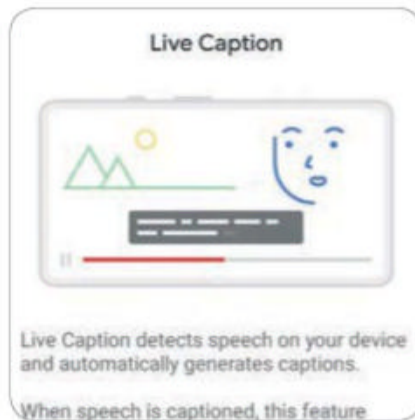 Live Caption
Live Caption detects speech on your device
and automatically generates captions.
When speech is captioned, this feature